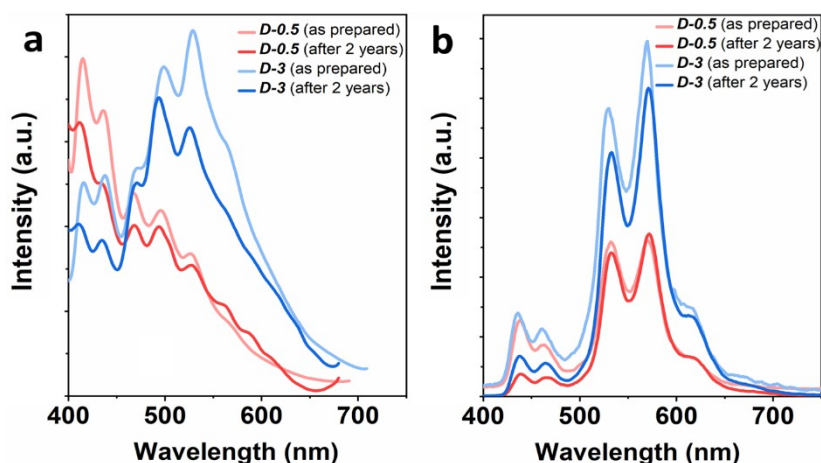 a
D-0.5 (as prepared)
D-0.5 (after 2 years)
D-3 (as prepared)
D-3 (after 2 years)
Intensity (a.u.)
400 500 600 700
Wavelength (nm)
b
D-0.5 (as prepared)
D-0.5 (after 2 years)
D-3 (as prepared)
D-3 (after 2 years)
Intensity (a.u.)
400 500 600 700
Wavelength (nm)